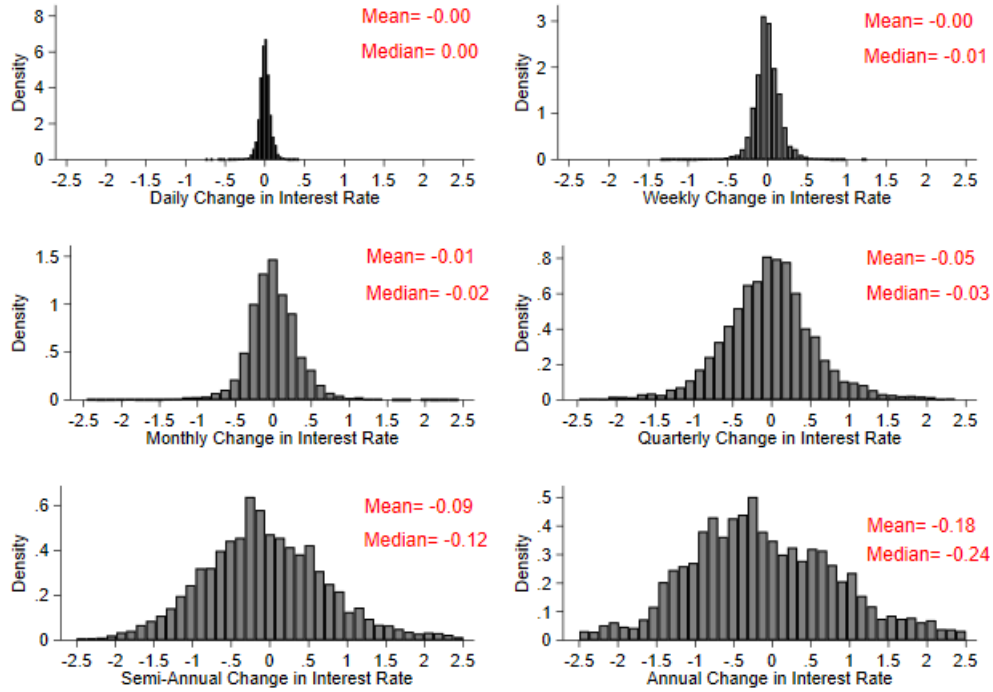 Mean= -0.00
Median= 0.00
Density
8
6
4
2
0
-2.5 -2 -1.5 -1 -.5 0 .5 1 1.5 2 2.5
Daily Change in Interest Rate
Mean= -0.00
Median= -0.01
Density
3
2
1
0
-2.5 -2 -1.5 -1 -.5 0 .5 1 1.5 2 2.5
Weekly Change in Interest Rate
Mean= -0.01
Median= -0.02
Density
1.5
1
.5
0
-2.5 -2 -1.5 -1 -.5 0 .5 1 1.5 2 2.5
Monthly Change in Interest Rate
Mean= -0.05
Median= -0.03
Density
.8
.6
.4
.2
0
-2.5 -2 -1.5 -1 -.5 0 .5 1 1.5 2 2.5
Quarterly Change in Interest Rate
Mean= -0.09
Median= -0.12
Density
.6
.4
.2
0
-2.5 -2 -1.5 -1 -.5 0 .5 1 1.5 2 2.5
Semi-Annual Change in Interest Rate
Mean= -0.18
Median= -0.24
Density
.5
.4
.3
.2
.1
0
-2.5 -2 -1.5 -1 -.5 0 .5 1 1.5 2 2.5
Annual Change in Interest Rate